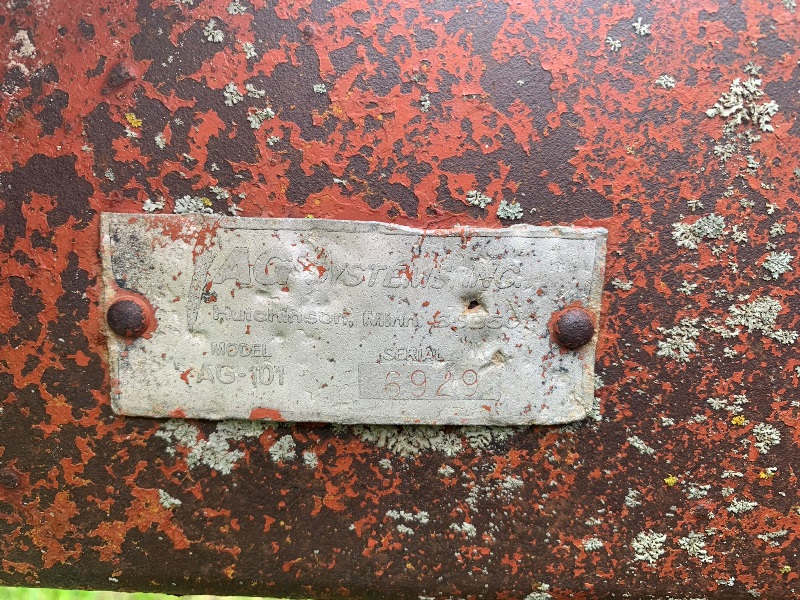 AG SYSTEMS INC.
Hutchinson, Minn.
MODEL SERIAL
AG-101 6929